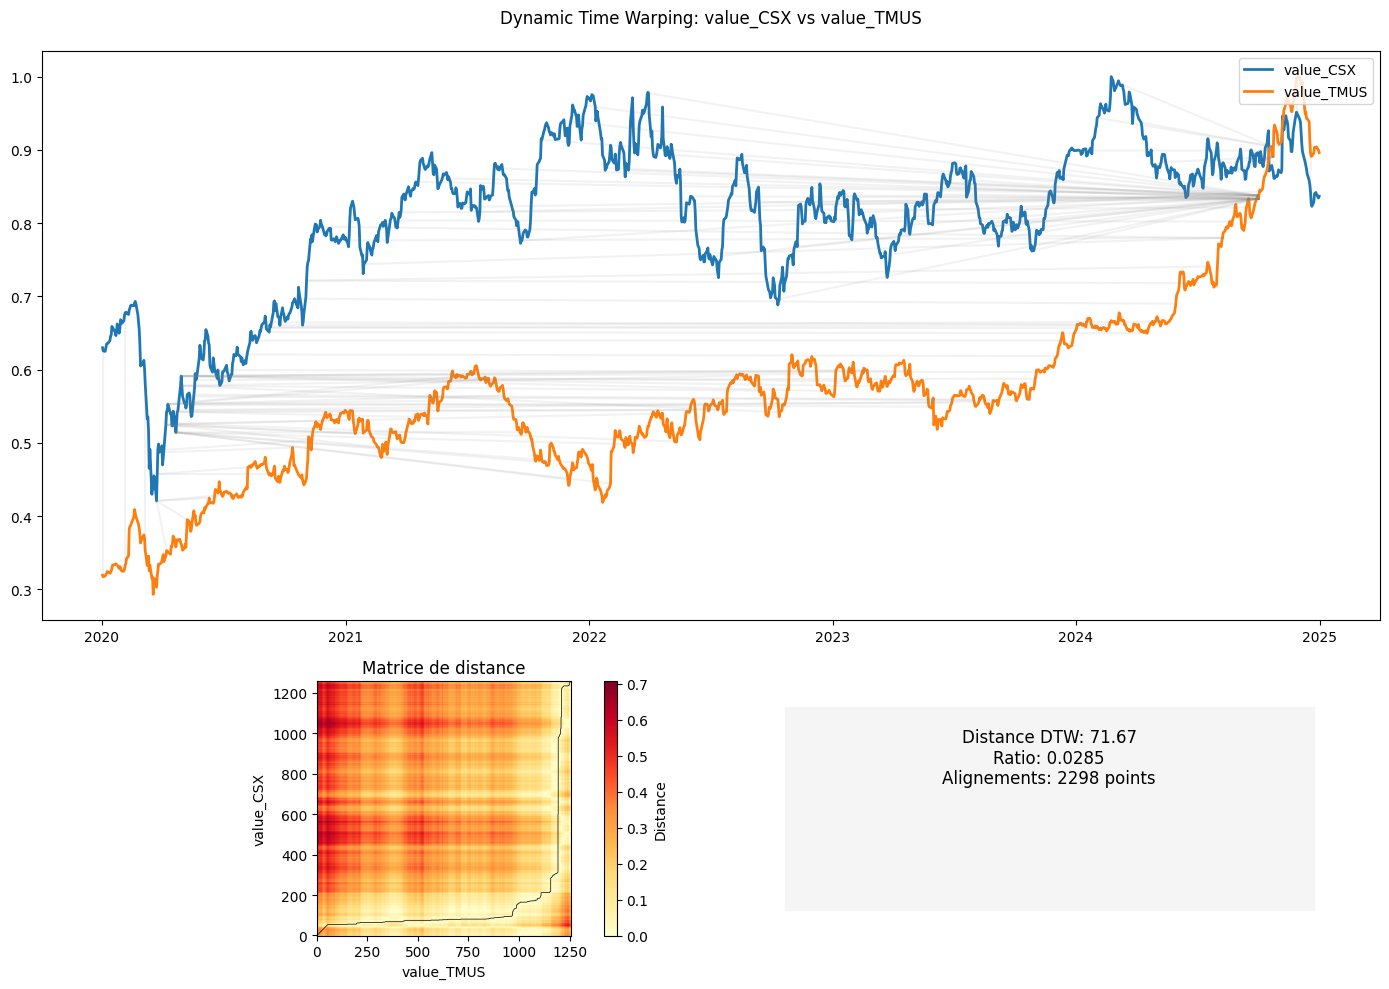 Dynamic Time Warping: value_CSX vs value_TMUS
1.0
0.9
0.8
0.7
0.6
0.5
0.4
0.3
value_CSX
value_TMUS
2020 2021 2022 2023 2024 2025
Matrice de distance
value_CSX
1200
1000
800
600
400
200
0
0 250 500 750 1000 1250
value_TMUS
0.7
0.6
0.5
0.4
0.3
0.2
0.1
0.0
Distance
Distance DTW: 71.67
Ratio: 0.0285
Alignements: 2298 points